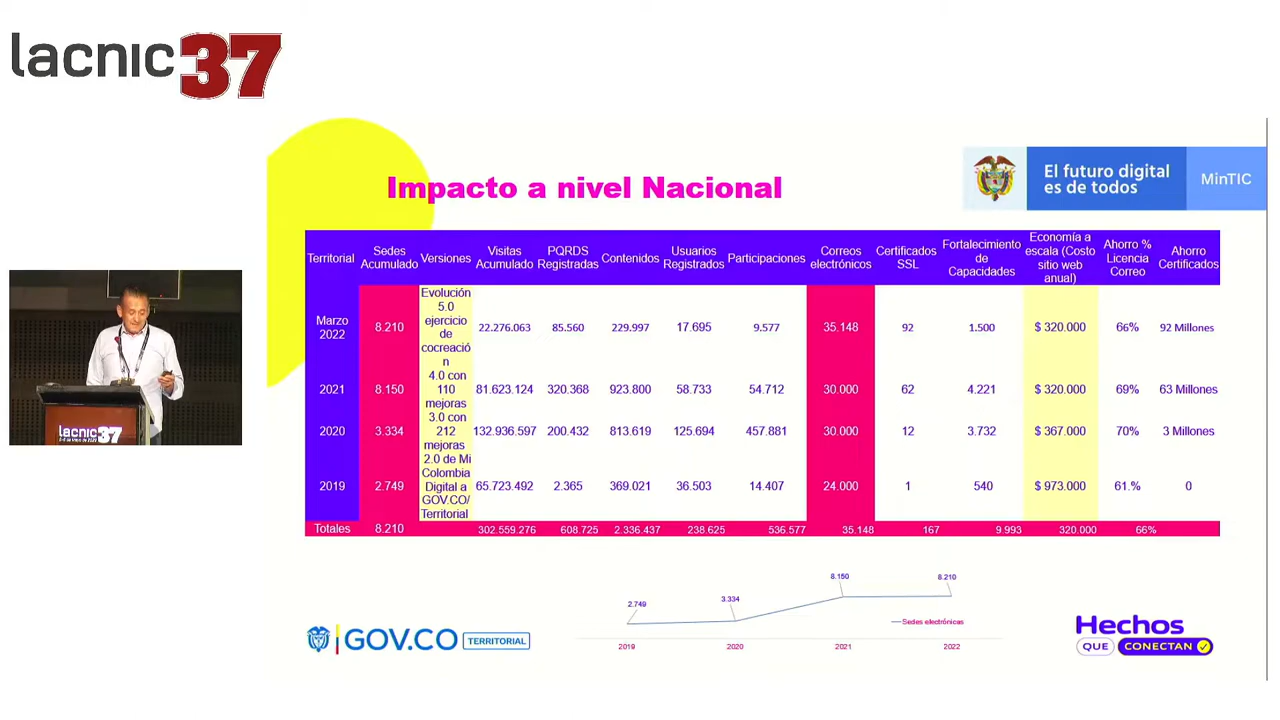 lacnic 37
El futuro digital
es de todos
MinTIC
Impacto a nivel Nacional
Territorial
Sedes
Acumulado
Versiones
Visitas
Acumulado
PQRDS
Registradas
Contenidos
Usuarios
Registrados
Participaciones
Correos
electrónicos
Certificados
SSL
Fortalecimiento
de
Capacidades
Economía a
escala (Costo
sitio web
anual)
Ahorro %
Licencia
Correo
Ahorro
Certificados
Marzo
2022
8.210
Evolución
5.0
ejercicio
de
cocreació
n
22.276.063
85.560
229.997
17.695
9.577
35.148
92
1.500
$ 320.000
66%
92 Millones
2021
8.150
4.0 con
110
mejoras
81.623.124
320.368
923.800
58.733
54.712
30.000
62
4.221
$ 320.000
69%
63 Millones
2020
3.334
3.0 con
212
mejoras
132.936.597
200.432
813.619
125.694
457.881
30.000
12
3.732
$ 367.000
70%
3 Millones
2019
2.749
2.0 de Mi
Colombia
Digital a
GOV.CO/
Territorial
65.723.492
2.365
369.021
36.503
14.407
24.000
1
540
$ 973.000
61.%
0
Totales 8.210 302.559.276 608.725 2.336.437 238.625 536.577 35.148 167 9.993 320.000 66%
2.749
3.334
8.150
8.210
Sedes electrónicas
2019 2020 2021 2022
GOV.CO TERRITORIAL
Hechos
QUE CONECTAN
lacnic 37